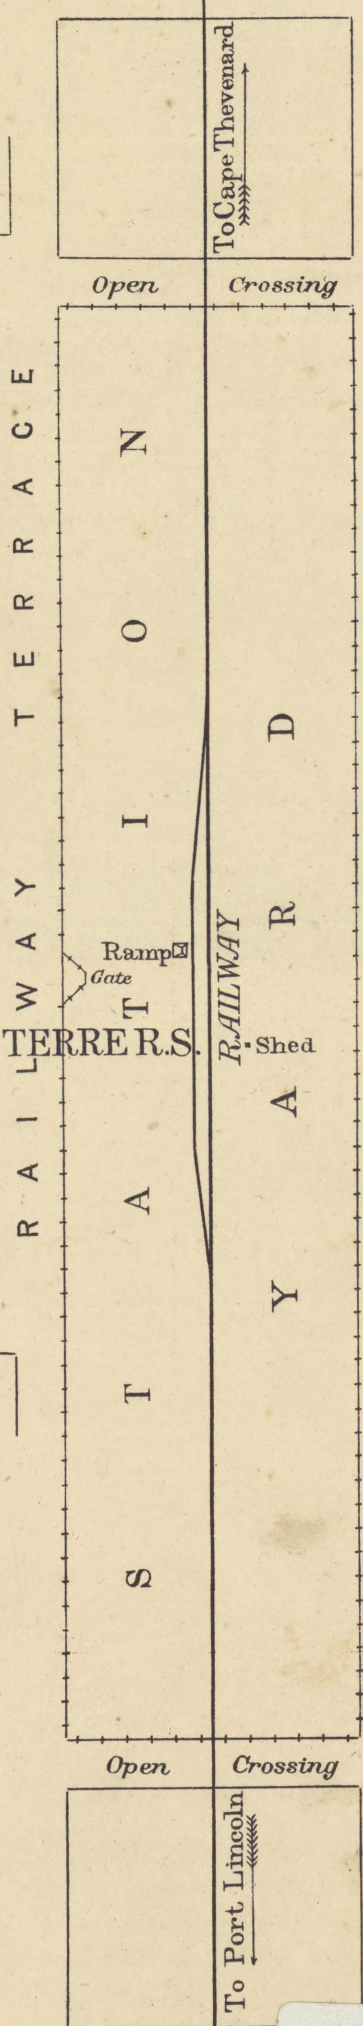 To Cape Thevenard
Open Crossing
RAILWAY TERRACE
STATION
YARD
Ramp
Gate
RAILWAY
TERRE R.S.
Shed
Open Crossing
To Port Lincoln